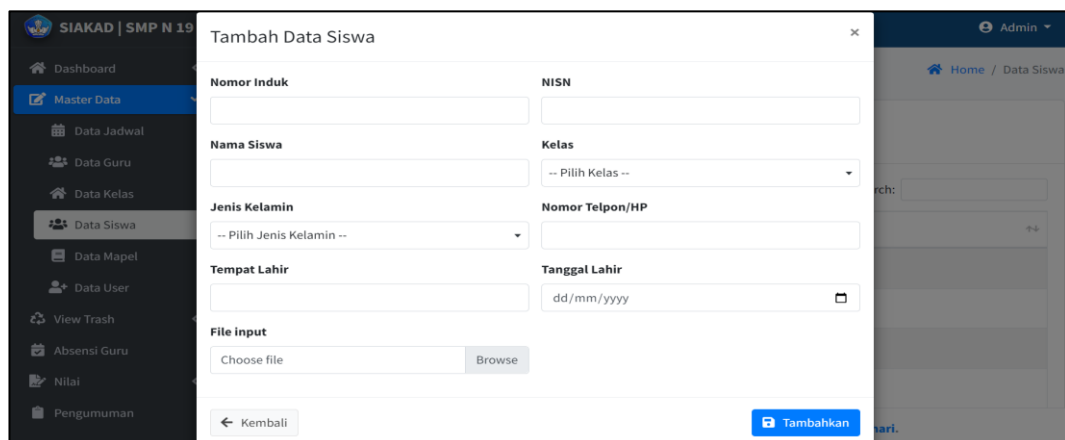 SIAKAD | SMP N 19
Admin
Home / Data Siswa
Dashboard
Master Data
Data Jadwal
Data Guru
Data Kelas
Data Siswa
Data Mapel
Data User
View Trash
Absensi Guru
Nilai
Pengumuman
Tambah Data Siswa
×
Nomor Induk
NISN
Nama Siswa
Kelas
-- Pilih Kelas --
Jenis Kelamin
Nomor Telpon/HP
-- Pilih Jenis Kelamin --
Tempat Lahir
Tanggal Lahir
dd/mm/yyyy
File input
Choose file
Browse
Kembali
Tambahkan
rch:
hari.